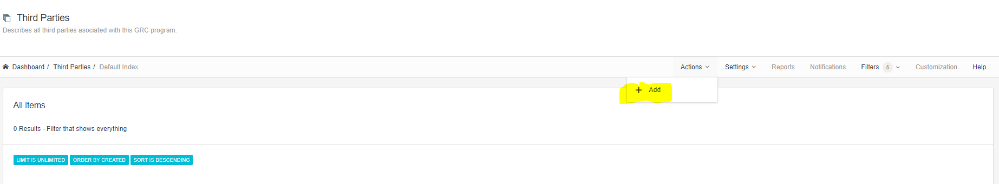 Third Parties
Describes all third parties asociated with this GRC program.
Dashboard / Third Parties / Default Index
Actions Settings Reports Notifications Filters 5 Customization Help
+ Add
All Items
0 Results - Filter that shows everything
LIMIT IS UNLIMITED ORDER BY CREATED SORT IS DESCENDING